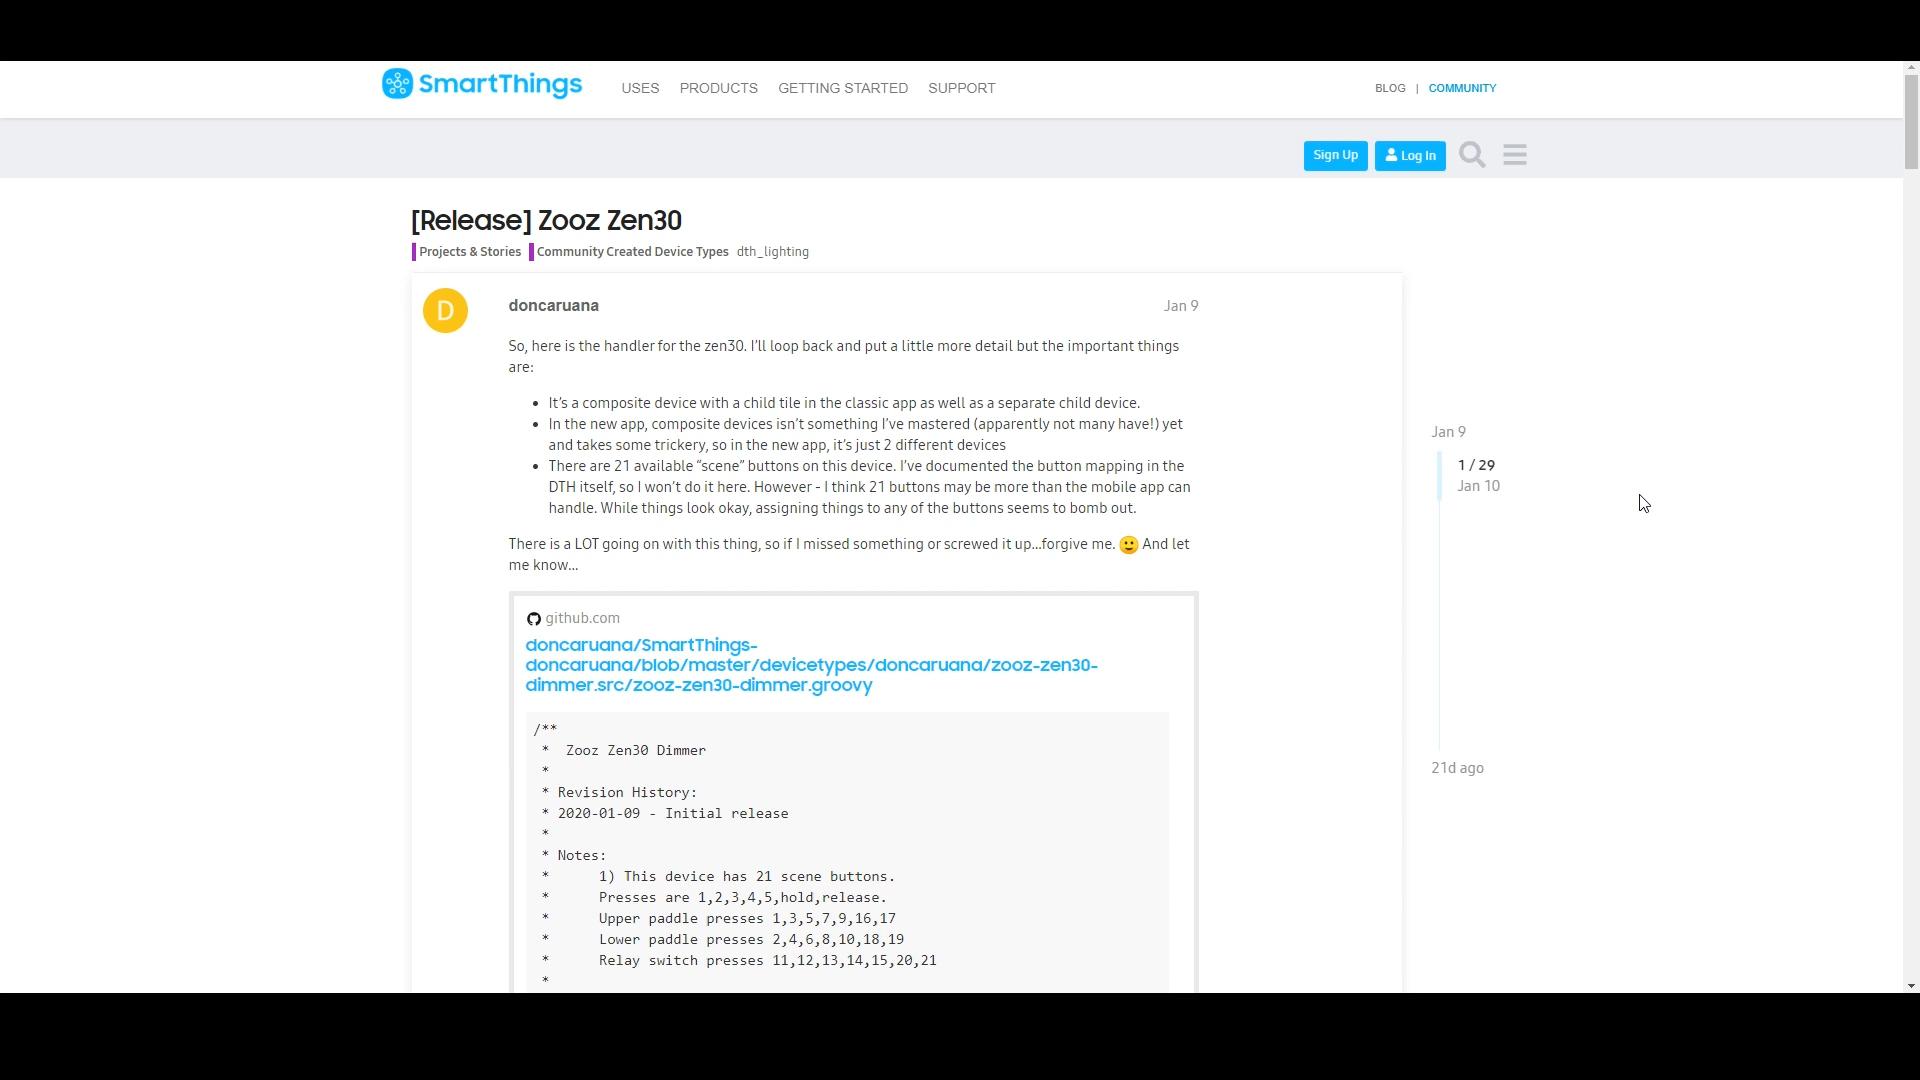 SmartThings USES PRODUCTS GETTING STARTED SUPPORT BLOG | COMMUNITY
Sign Up Log In
[Release] Zooz Zen30
Projects & Stories Community Created Device Types dth_lighting
D doncaruana Jan 9
So, here is the handler for the zen30. I'll loop back and put a little more detail but the important things
are:
• It's a composite device with a child tile in the classic app as well as a separate child device.
• In the new app, composite devices isn't something I've mastered (apparently not many have!) yet
and takes some trickery, so in the new app, it's just 2 different devices
• There are 21 available “scene” buttons on this device. I've documented the button mapping in the
DTH itself, so I won't do it here. However - I think 21 buttons may be more than the mobile app can
handle. While things look okay, assigning things to any of the buttons seems to bomb out.
There is a LOT going on with this thing, so if I missed something or screwed it up...forgive me. 🙂 And let
me know...
github.com
doncaruana/SmartThings-
doncaruana/blob/master/devicetypes/doncaruana/zooz-zen30-
dimmer.src/zooz-zen30-dimmer.groovy
/**
*  Zooz Zen30 Dimmer
*
* Revision History:
* 2020-01-09 - Initial release
*
* Notes:
*      1) This device has 21 scene buttons.
*      Presses are 1,2,3,4,5,hold,release.
*      Upper paddle presses 1,3,5,7,9,16,17
*      Lower paddle presses 2,4,6,8,10,18,19
*      Relay switch presses 11,12,13,14,15,20,21
*
Jan 9
1 / 29
Jan 10
21d ago